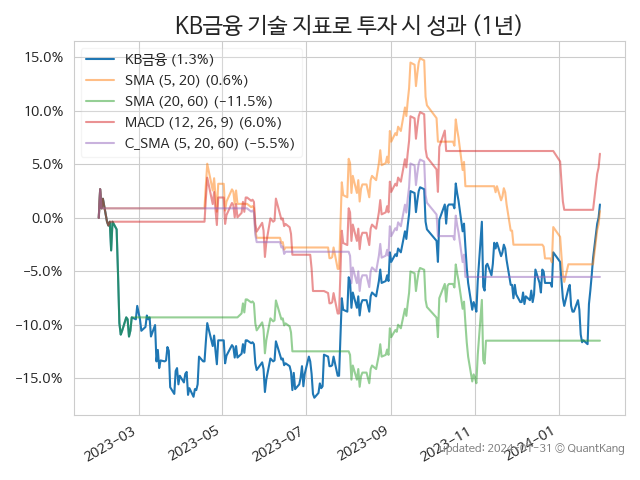 KB금융 기술 지표로 투자 시 성과 (1년)
KB금융 (1.3%)
SMA (5, 20) (0.6%)
SMA (20, 60) (−11.5%)
MACD (12, 26, 9) (6.0%)
C_SMA (5, 20, 60) (−5.5%)
15.0%
10.0%
5.0%
0.0%
−5.0%
−10.0%
−15.0%
2023-03
2023-05
2023-07
2023-09
2023-11
2024-01
updated: 2024-01-31 © QuantKang